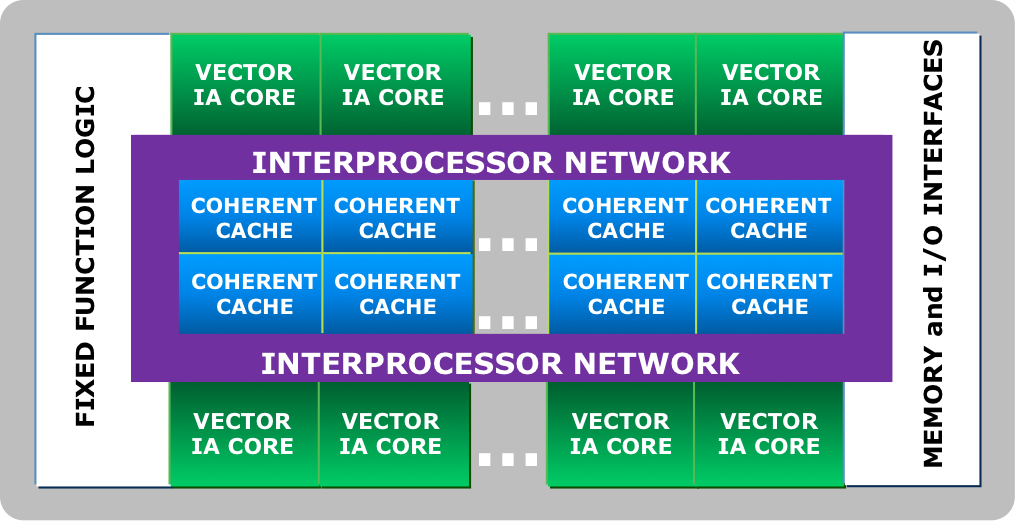 FIXED FUNCTION LOGIC
VECTOR
IA CORE
VECTOR
IA CORE
...
VECTOR
IA CORE
VECTOR
IA CORE
INTERPROCESSOR NETWORK
COHERENT
CACHE
COHERENT
CACHE
...
COHERENT
CACHE
COHERENT
CACHE
COHERENT
CACHE
COHERENT
CACHE
...
COHERENT
CACHE
COHERENT
CACHE
INTERPROCESSOR NETWORK
VECTOR
IA CORE
VECTOR
IA CORE
...
VECTOR
IA CORE
VECTOR
IA CORE
MEMORY and I/O INTERFACES